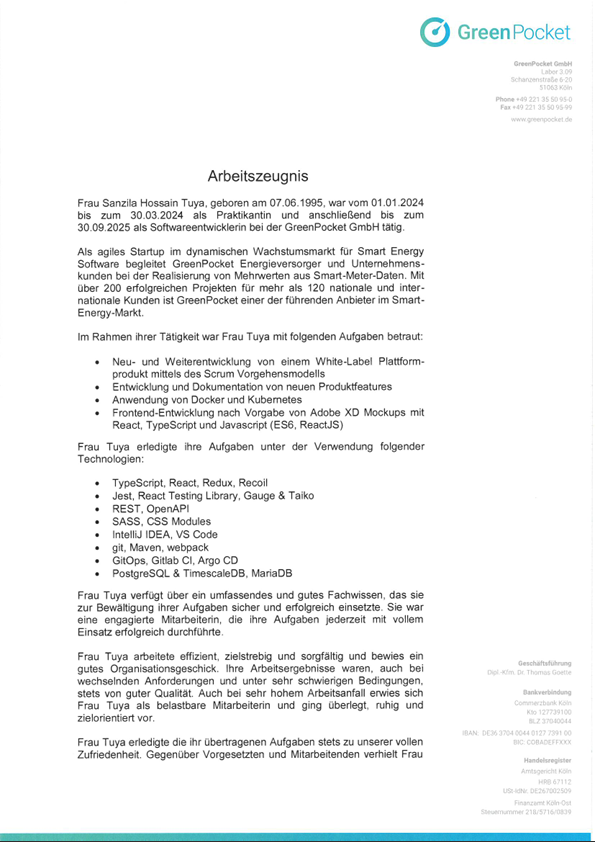 GreenPocket
GreenPocket GmbH
Labor 3.09
Schanzenstraße 6-20
51063 Köln
Phone +49 221 35 50 95-0
Fax +49 221 35 50 95-99
www.greenpocket.de
Arbeitszeugnis
Frau Sanzila Hossain Tuya, geboren am 07.06.1995, war vom 01.01.2024
bis zum 30.03.2024 als Praktikantin und anschließend bis zum
30.09.2025 als Softwareentwicklerin bei der GreenPocket GmbH tätig.
Als agiles Startup im dynamischen Wachstumsmarkt für Smart Energy
Software begleitet GreenPocket Energieversorger und Unternehmens-
kunden bei der Realisierung von Mehrwerten aus Smart-Meter-Daten. Mit
über 200 erfolgreichen Projekten für mehr als 120 nationale und inter-
nationale Kunden ist GreenPocket einer der führenden Anbieter im Smart-
Energy-Markt.
Im Rahmen ihrer Tätigkeit war Frau Tuya mit folgenden Aufgaben betraut:
• Neu- und Weiterentwicklung von einem White-Label Plattform-
produkt mittels des Scrum Vorgehensmodells
• Entwicklung und Dokumentation von neuen Produktfeatures
• Anwendung von Docker und Kubernetes
• Frontend-Entwicklung nach Vorgabe von Adobe XD Mockups mit
React, TypeScript und Javascript (ES6, ReactJS)
Frau Tuya erledigte ihre Aufgaben unter der Verwendung folgender
Technologien:
• TypeScript, React, Redux, Recoil
• Jest, React Testing Library, Gauge & Taiko
• REST, OpenAPI
• SASS, CSS Modules
• IntelliJ IDEA, VS Code
• git, Maven, webpack
• GitOps, Gitlab CI, Argo CD
• PostgreSQL & TimescaleDB, MariaDB
Frau Tuya verfügt über ein umfassendes und gutes Fachwissen, das sie
zur Bewältigung ihrer Aufgaben sicher und erfolgreich einsetzte. Sie war
eine engagierte Mitarbeiterin, die ihre Aufgaben jederzeit mit vollem
Einsatz erfolgreich durchführte.
Frau Tuya arbeitete effizient, zielstrebig und sorgfältig und bewies ein
gutes Organisationsgeschick. Ihre Arbeitsergebnisse waren, auch bei
wechselnden Anforderungen und unter sehr schwierigen Bedingungen,
stets von guter Qualität. Auch bei sehr hohem Arbeitsanfall erwies sich
Frau Tuya als belastbare Mitarbeiterin und ging überlegt, ruhig und
zielorientiert vor.
Frau Tuya erledigte die ihr übertragenen Aufgaben stets zu unserer vollen
Zufriedenheit. Gegenüber Vorgesetzten und Mitarbeitenden verhielt Frau
Geschäftsführung
Dipl.-Kfm. Dr. Thomas Goette
Bankverbindung
Commerzbank Köln
Kto 127739100
BLZ 37040044
IBAN: DE36 3704 0044 0127 7391 00
BIC: COBADEFFXXX
Handelsregister
Amtsgericht Köln
HRB 67112
USt-IdNr. DE267002509
Finanzamt Köln-Ost
Steuernummer 218/5716/0839